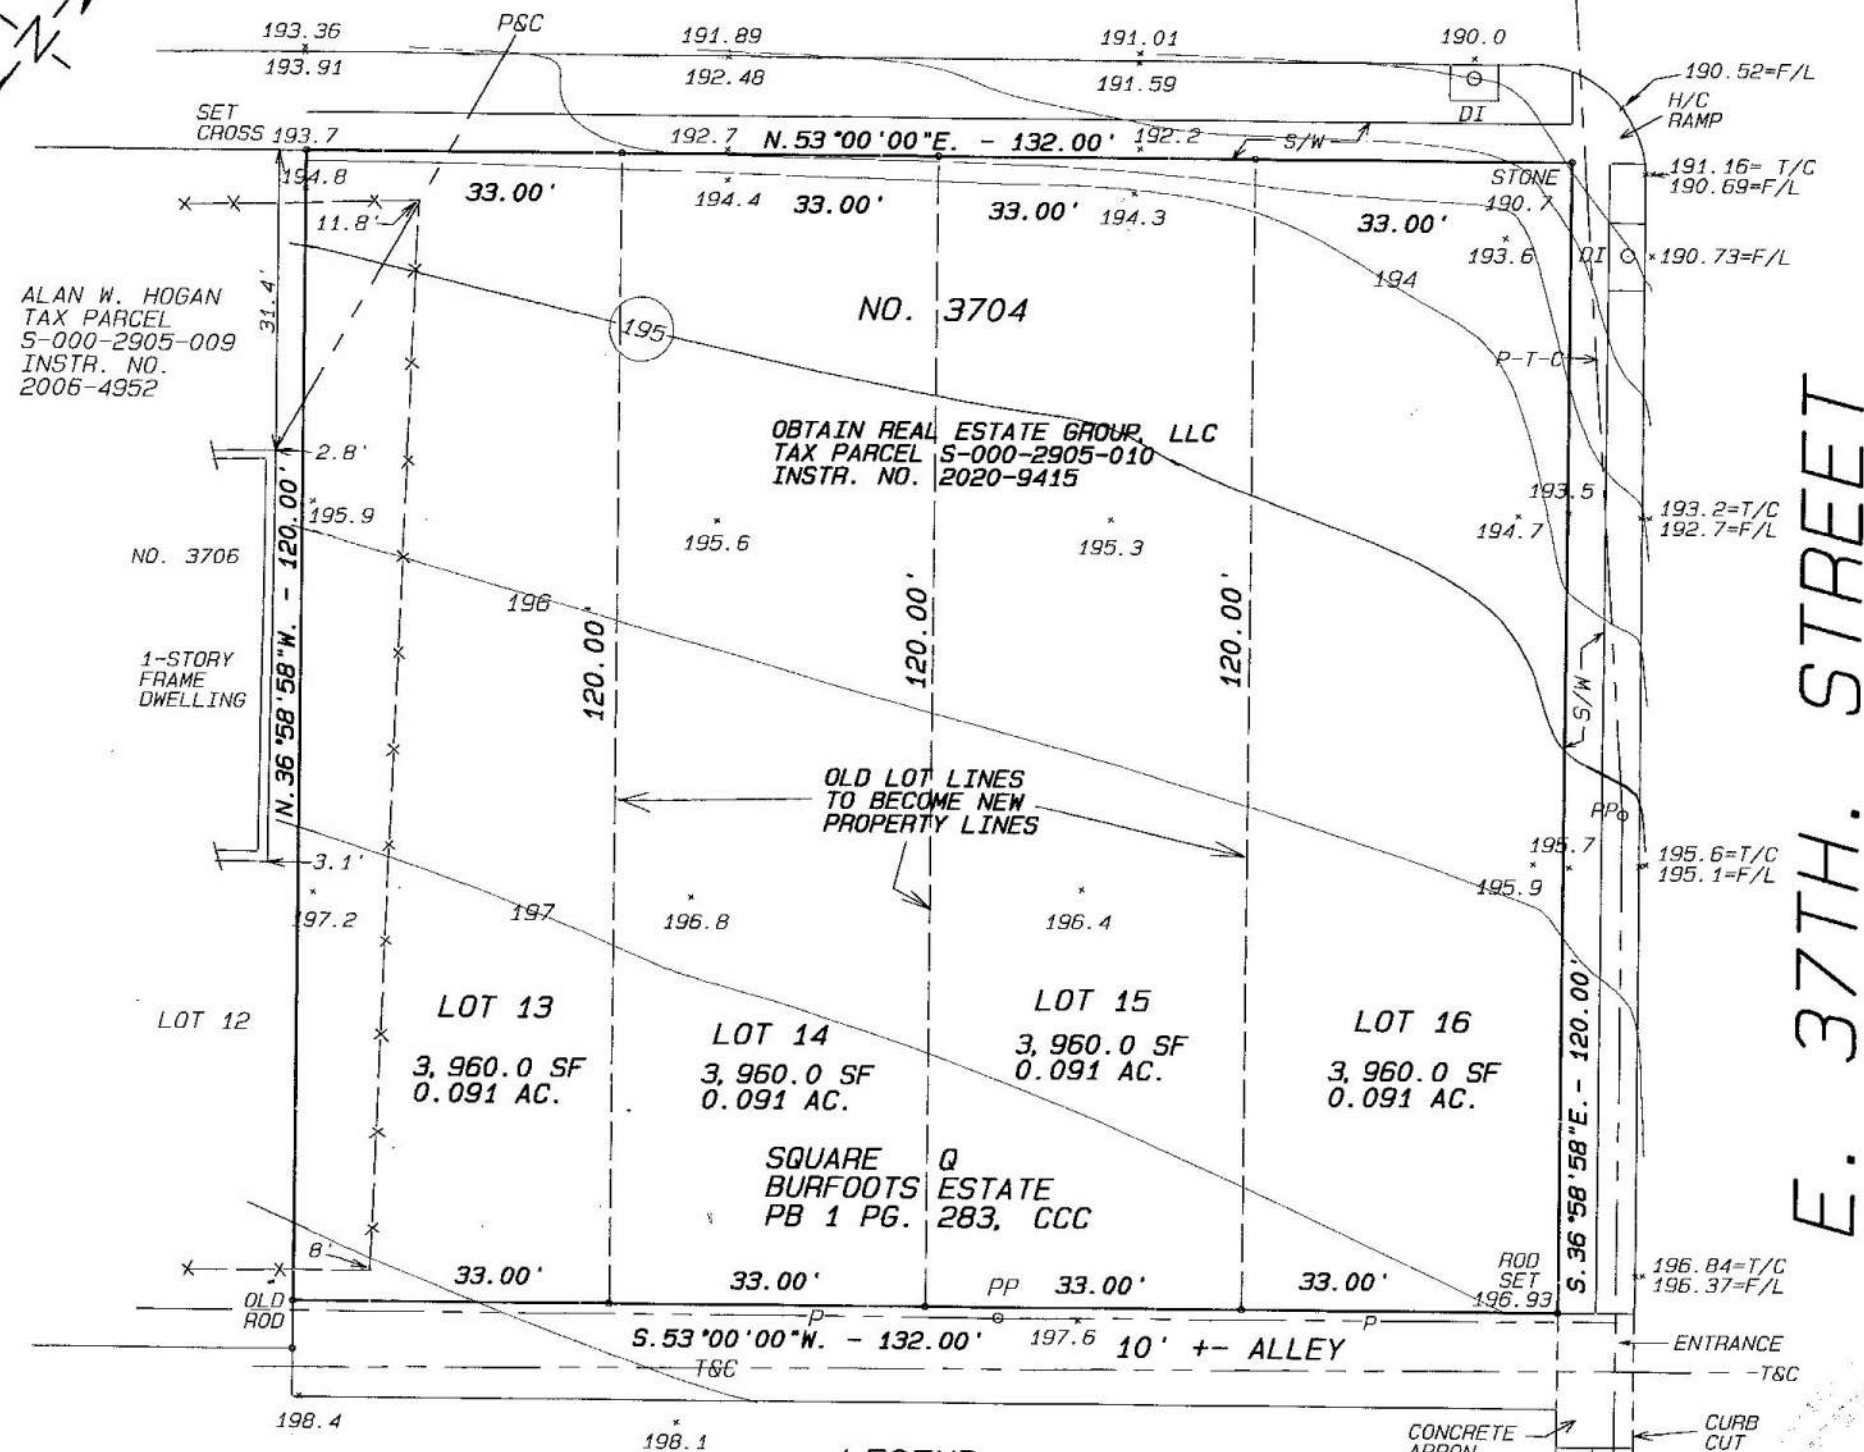 N
193.36
P&C
191.89
191.01
190.0
193.91
192.48
191.59
190.52=F/L
H/C
RAMP
DI
SET
CROSS 193.7
192.7
N.53°00'00"E. - 132.00'
192.2
S/W
194.8
33.00'
194.4
33.00'
33.00'
194.3
33.00'
STONE
190.7
191.16= T/C
190.69=F/L
11.8'
193.6
DI
190.73=F/L
31.4'
194
ALAN W. HOGAN
TAX PARCEL
S-000-2905-009
INSTR. NO.
2006-4952
195
NO. 3704
P-T-C
OBTAIN REAL ESTATE GROUP, LLC
TAX PARCEL S-000-2905-010
INSTR. NO. 2020-9415
2.8'
195.9
195.6
195.3
193.5
194.7
193.2=T/C
192.7=F/L
NO. 3706
196
N.36°58'58"W. - 120.00'
120.00'
120.00'
120.00'
1-STORY
FRAME
DWELLING
S/W
E. 37TH. STREET
OLD LOT LINES
TO BECOME NEW
PROPERTY LINES
PP
3.1'
195.7
195.9
195.6=T/C
195.1=F/L
197.2
197
196.8
196.4
LOT 12
LOT 13
3,960.0 SF
0.091 AC.
LOT 14
3,960.0 SF
0.091 AC.
LOT 15
3,960.0 SF
0.091 AC.
LOT 16
3,960.0 SF
0.091 AC.
S.36°58'58"E. - 120.00'
SQUARE Q
BURFOOTS ESTATE
PB 1 PG. 283, CCC
8'
33.00'
33.00'
PP
33.00'
33.00'
ROD
SET
196.93
196.84=T/C
196.37=F/L
OLD
ROD
P
P
S.53°00'00"W. - 132.00'
197.6
10' +- ALLEY
ENTRANCE
T&C
T&C
198.4
198.1
CONCRETE
APRON
CURB
CUT
LEGEND